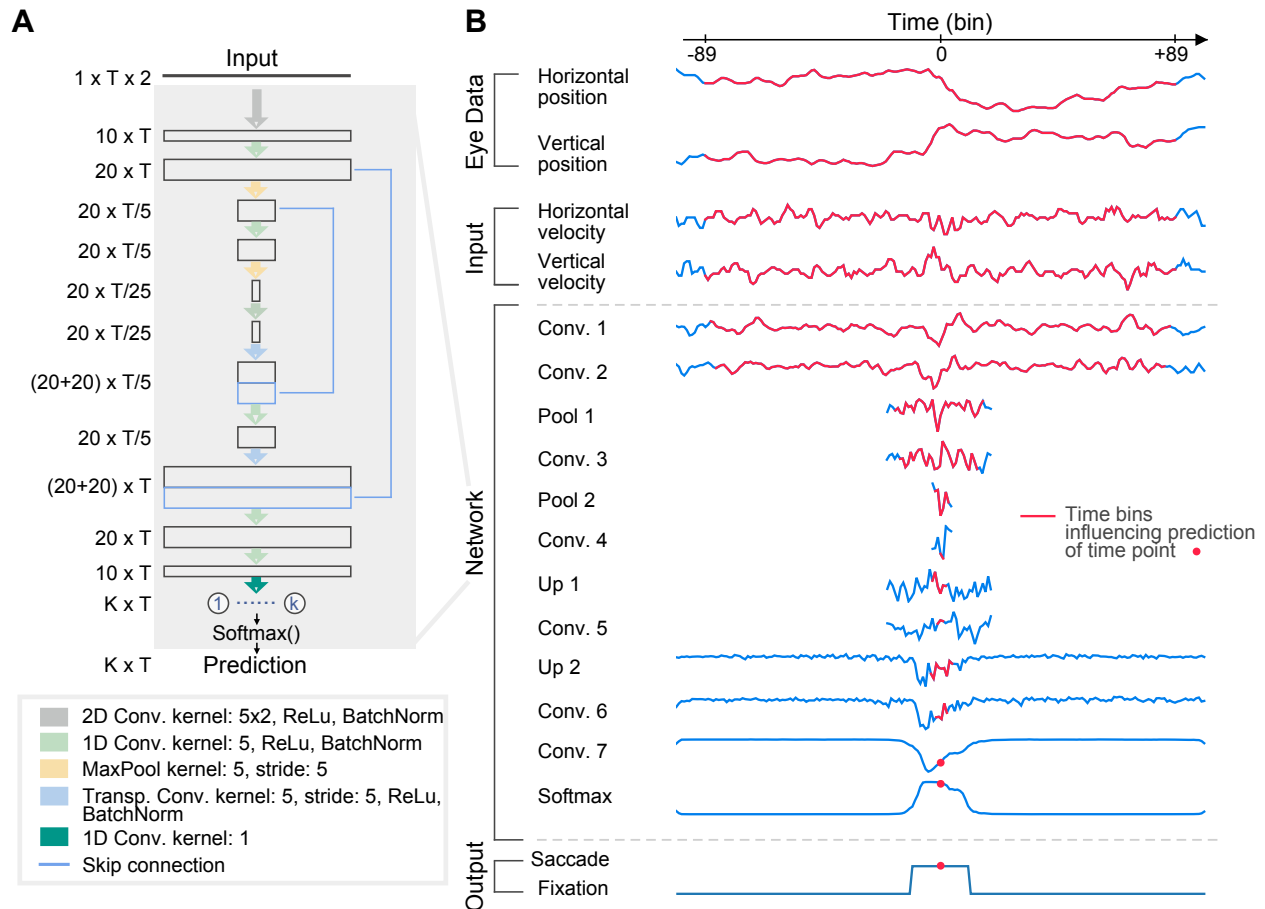 A
Input
1 x T x 2
10 x T
20 x T
20 x T/5
20 x T/5
20 x T/25
20 x T/25
(20+20) x T/5
20 x T/5
(20+20) x T
20 x T
10 x T
K x T
1 ...... k
Softmax()
K x T
Prediction
2D Conv. kernel: 5x2, ReLu, BatchNorm
1D Conv. kernel: 5, ReLu, BatchNorm
MaxPool kernel: 5, stride: 5
Transp. Conv. kernel: 5, stride: 5, ReLu,
BatchNorm
1D Conv. kernel: 1
Skip connection
B
Time (bin)
-89
0
+89
Eye Data
Horizontal
position
Vertical
position
Input
Horizontal
velocity
Vertical
velocity
Network
Conv. 1
Conv. 2
Pool 1
Conv. 3
Pool 2
Conv. 4
Up 1
Conv. 5
Up 2
Conv. 6
Conv. 7
Softmax
Time bins
influencing prediction
of time point
Output
Saccade
Fixation